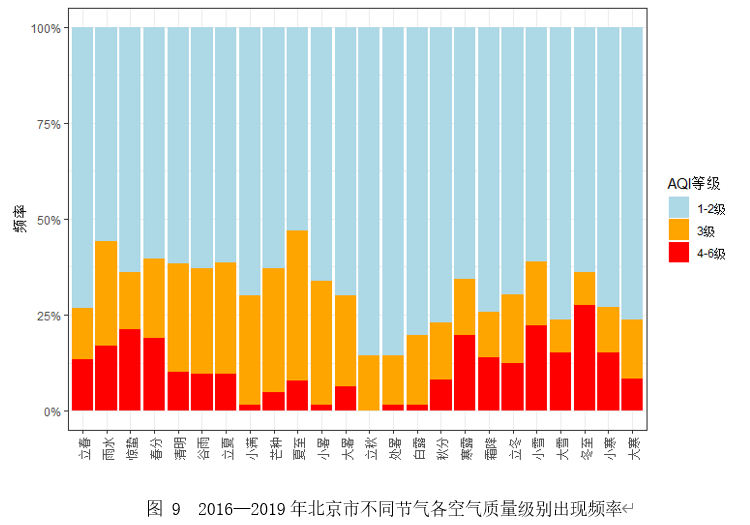 100%
75%
50%
25%
0%
频率
立春
雨水
惊蛰
春分
清明
谷雨
立夏
小满
芒种
夏至
小暑
大暑
立秋
处暑
白露
秋分
寒露
霜降
立冬
小雪
大雪
冬至
小寒
大寒
AQI等级
1-2级
3级
4-6级
图 9 2016—2019 年北京市不同节气各空气质量级别出现频率↵